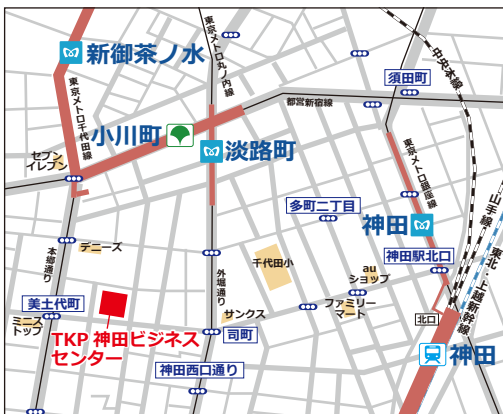 新御茶ノ水
東京メトロ千代田線
東京メトロ丸ノ内線
中央本線
須田町
都営新宿線
小川町
淡路町
セブン
イレブン
東京メトロ銀座線
山手線
東北・上越新幹線
多町二丁目
神田
本郷通り
デニーズ
外堀通り
千代田小
au
ショップ
神田駅北口
美土代町
ミニス
トップ
サンクス
ファミリー
マート
北口
TKP 神田ビジネス
センター
司町
神田
神田西口通り